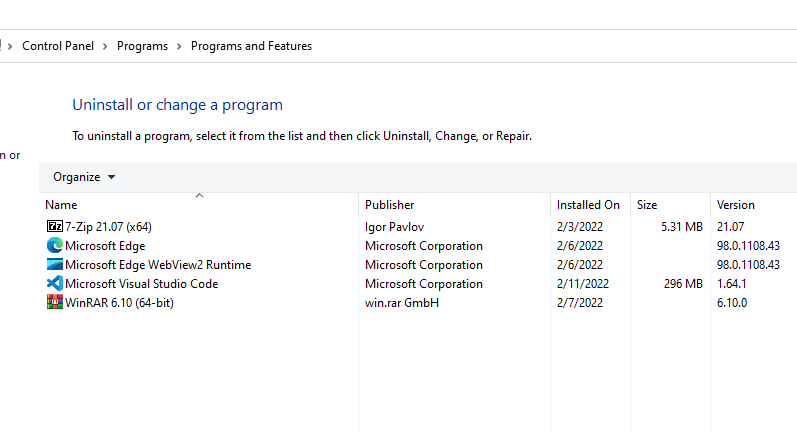 Control Panel > Programs > Programs and Features
Uninstall or change a program
To uninstall a program, select it from the list and then click Uninstall, Change, or Repair.
n or
Organize
Name Publisher Installed On Size Version
7-Zip 21.07 (x64) Igor Pavlov 2/3/2022 5.31 MB 21.07
Microsoft Edge Microsoft Corporation 2/6/2022 98.0.1108.43
Microsoft Edge WebView2 Runtime Microsoft Corporation 2/6/2022 98.0.1108.43
Microsoft Visual Studio Code Microsoft Corporation 2/11/2022 296 MB 1.64.1
WinRAR 6.10 (64-bit) win.rar GmbH 2/7/2022 6.10.0